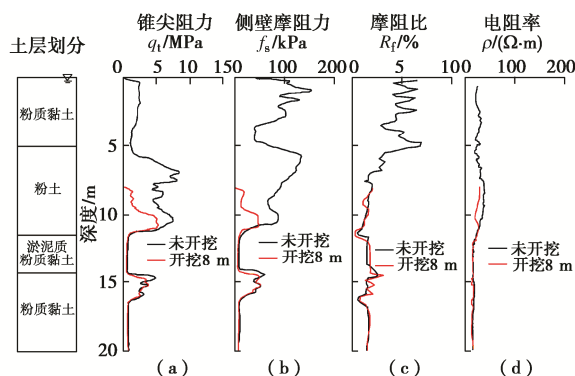 土层划分
锥尖阻力
qt/MPa
侧壁摩阻力
fs/kPa
摩阻比
Rf/%
电阻率
ρ/(Ω·m)
0 5 10
0 100 200
0 5 10
0 100 200
粉质黏土
粉土
淤泥质
粉质黏土
粉质黏土
深度/m
5
10
15
20
未开挖
开挖8 m
未开挖
开挖8 m
未开挖
开挖8 m
未开挖
开挖8 m
(a) (b) (c) (d)